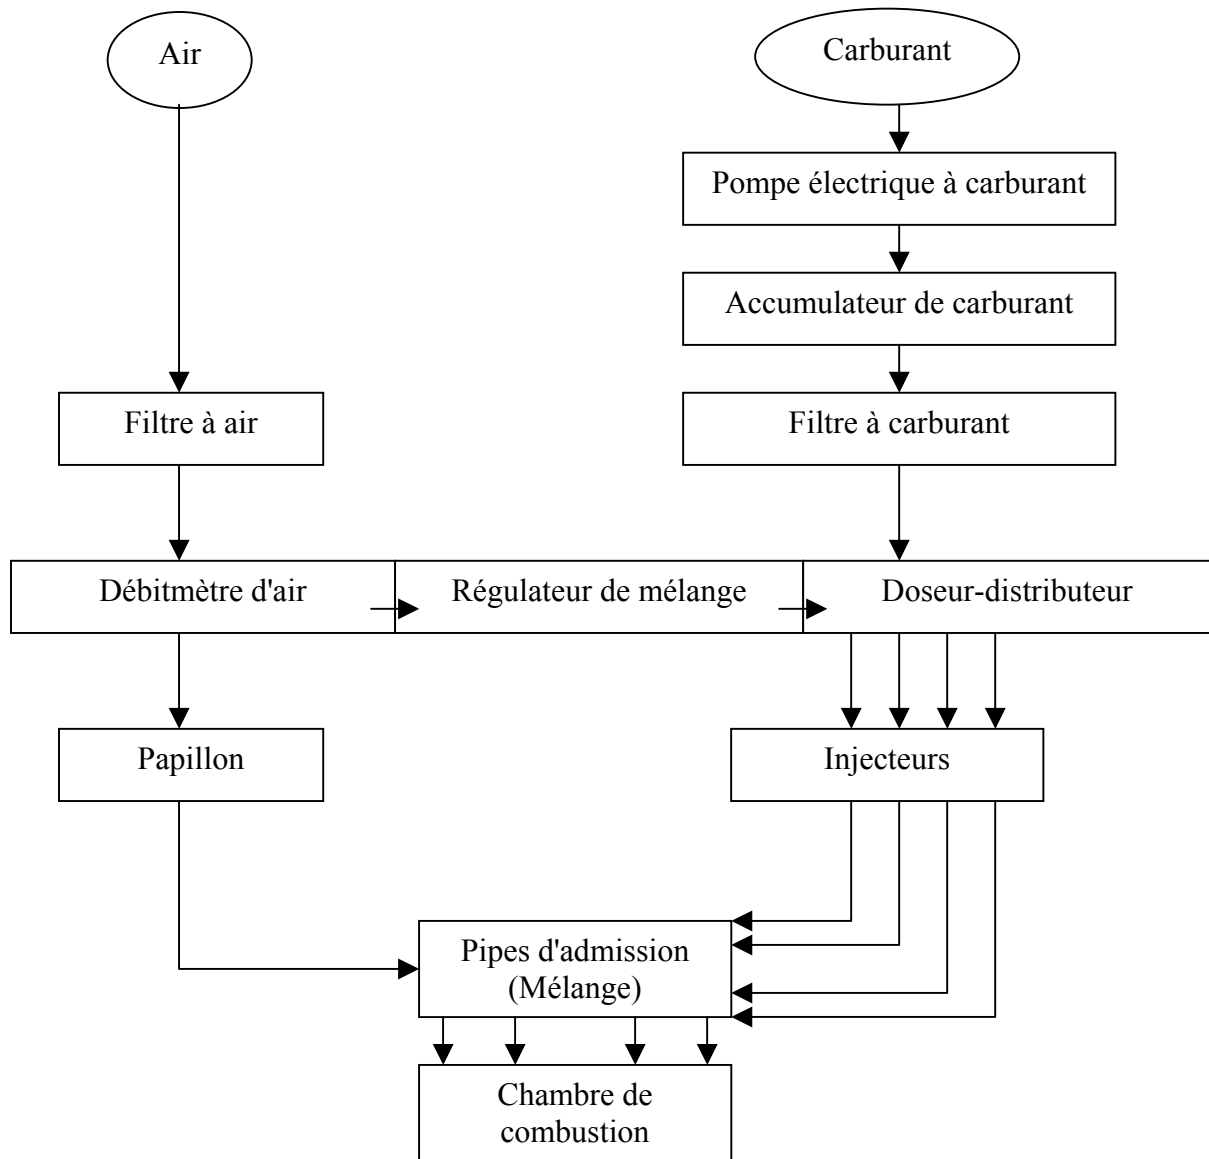 Air
Carburant
Pompe électrique à carburant
Accumulateur de carburant
Filtre à air
Filtre à carburant
Débitmètre d'air
Régulateur de mélange
Doseur-distributeur
Papillon
Injecteurs
Pipes d'admission
(Mélange)
Chambre de
combustion